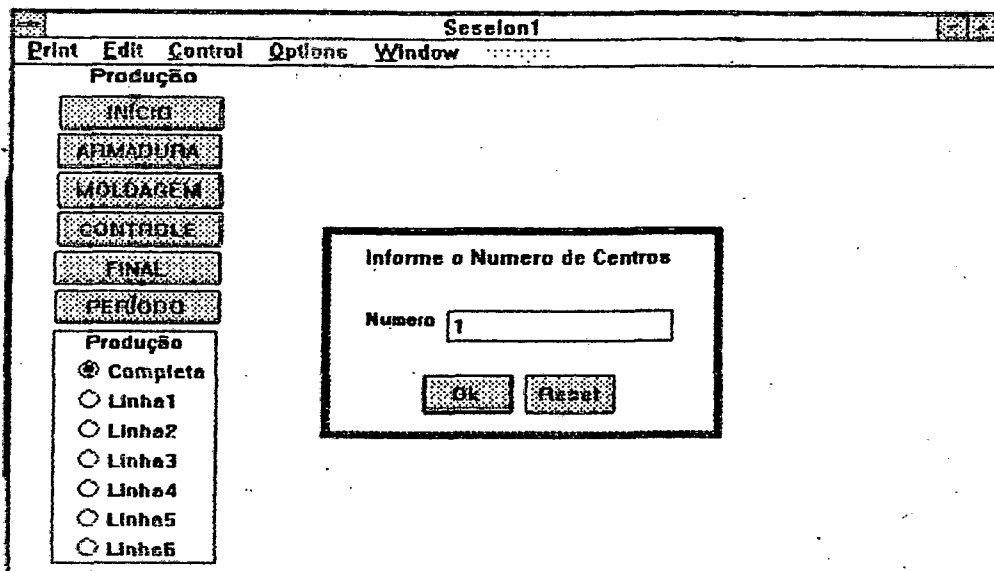 Session1
Print Edit Control Options Window
Produção
INÍCIO
ARMADURA
MOLDAGEM
CONTROLE
FINAL
PERÍODO
Produção
Completa
Linha1
Linha2
Linha3
Linha4
Linha5
Linha6
Informe o Numero de Centros
Numero 1
Ok Reset